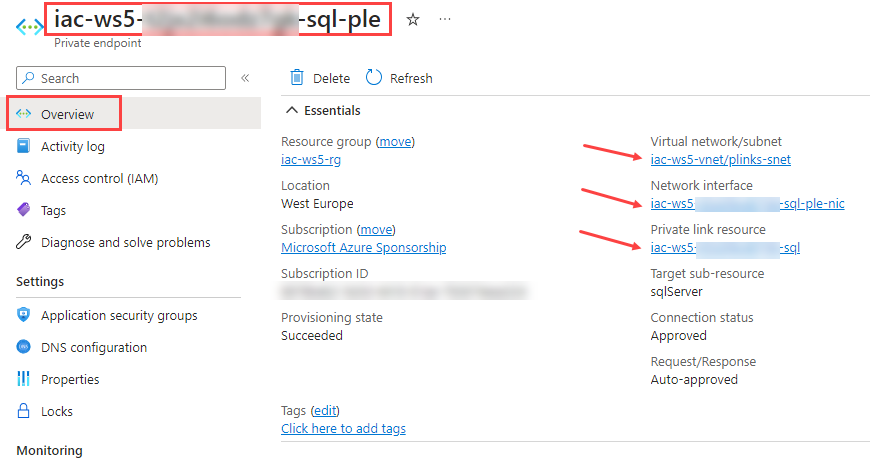 iac-ws5- -sql-ple
Private endpoint
Search
Overview
Activity log
Access control (IAM)
Tags
Diagnose and solve problems
Settings
Application security groups
DNS configuration
Properties
Locks
Monitoring
Delete Refresh
Essentials
Resource group (move)
iac-ws5-rg
Location
West Europe
Subscription (move)
Microsoft Azure Sponsorship
Subscription ID
Provisioning state
Succeeded
Virtual network/subnet
iac-ws5-vnet/plinks-snet
Network interface
iac-ws5 -sql-ple-nic
Private link resource
iac-ws5- -sql
Target sub-resource
sqlServer
Connection status
Approved
Request/Response
Auto-approved
Tags (edit)
Click here to add tags